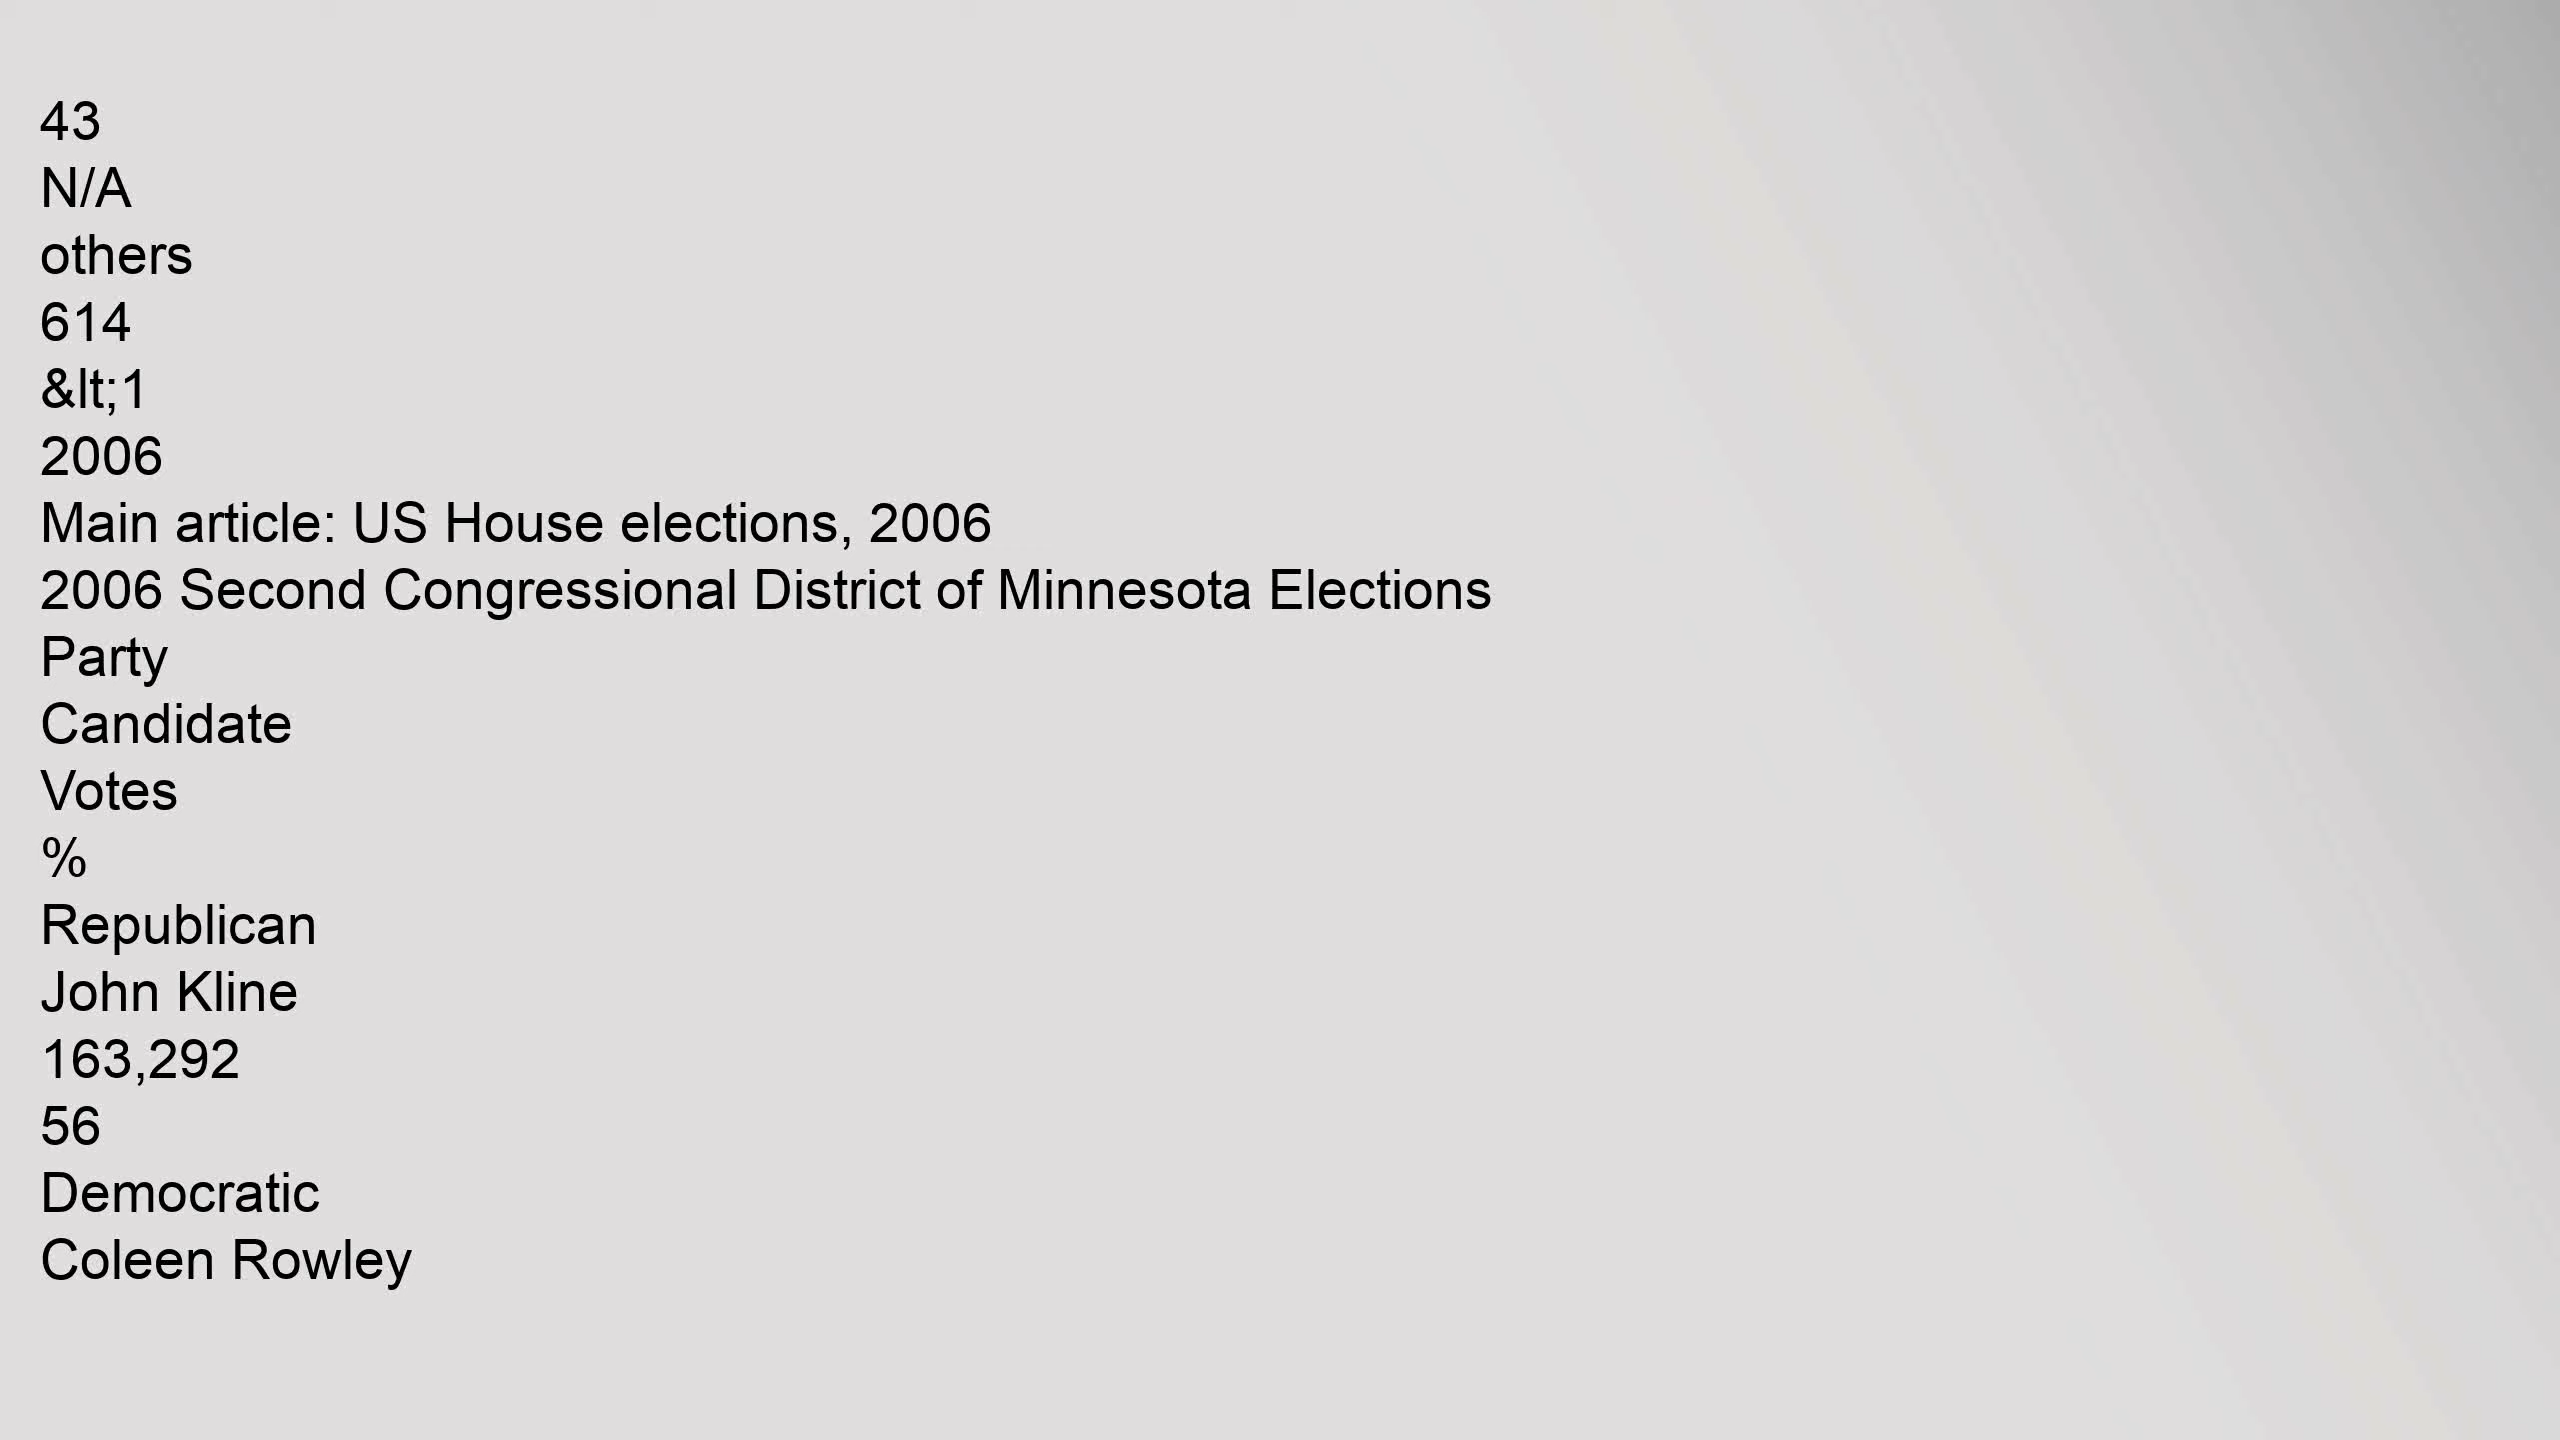 43
N/A
others
614
&lt;1
2006
Main article: US House elections, 2006
2006 Second Congressional District of Minnesota Elections
Party
Candidate
Votes
%
Republican
John Kline
163,292
56
Democratic
Coleen Rowley